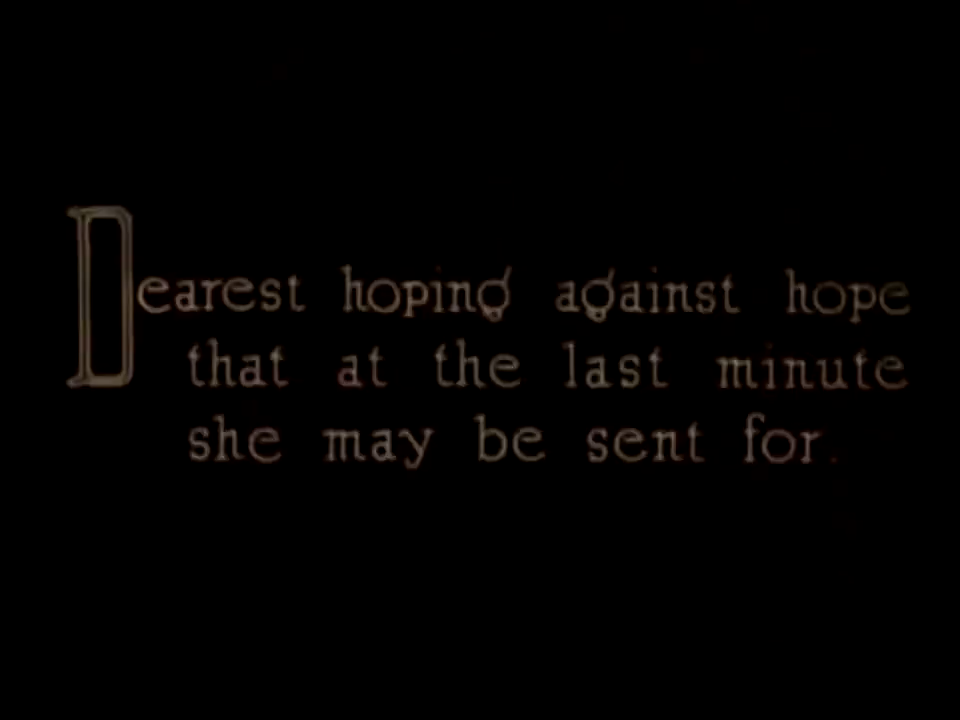 Dearest hoping against hope
that at the last minute
she may be sent for.